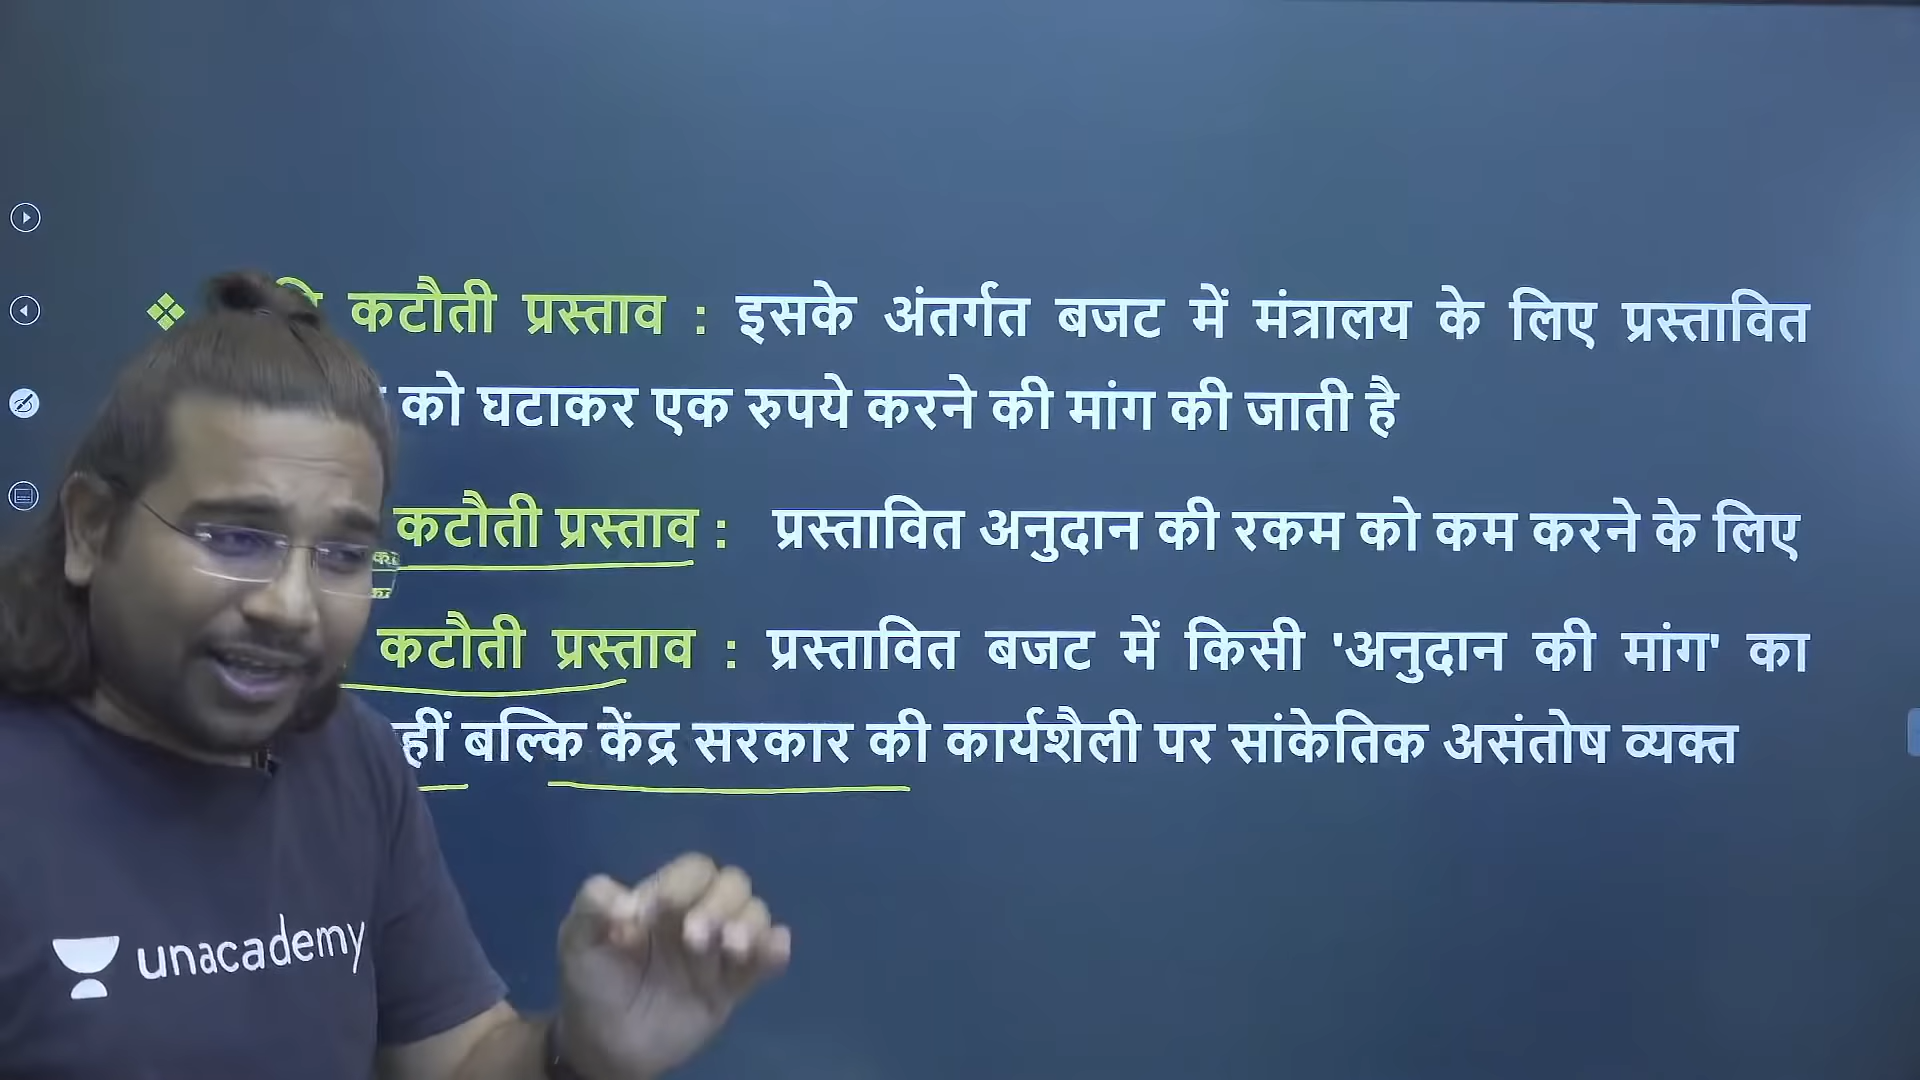 कटौती प्रस्ताव : इसके अंतर्गत बजट में मंत्रालय के लिए प्रस्तावित
को घटाकर एक रुपये करने की मांग की जाती है
कटौती प्रस्ताव : प्रस्तावित अनुदान की रकम को कम करने के लिए
कटौती प्रस्ताव : प्रस्तावित बजट में किसी 'अनुदान की मांग' का
बल्कि केंद्र सरकार की कार्यशैली पर सांकेतिक असंतोष व्यक्त
unacademy